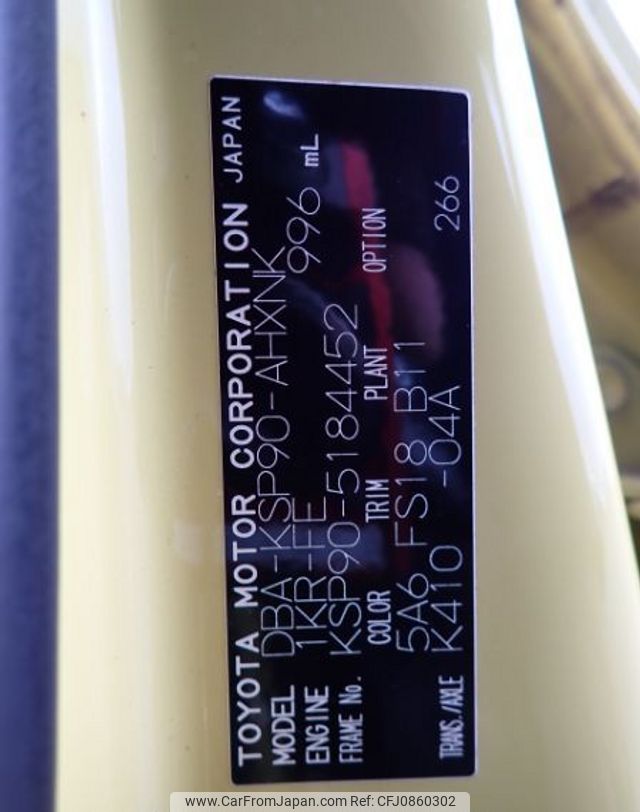 TOYOTA MOTOR CORPORATION JAPAN
MODEL DBA-KSP90-AHXNK
ENGINE 1KR-FE 996 mL
FRAME No. KSP90-5184452
COLOR TRIM PLANT OPTION
5A6 FS18 B11
TRANS./AXLE K410 -04A 266
www.CarFromJapan.com Ref: CFJ0860302